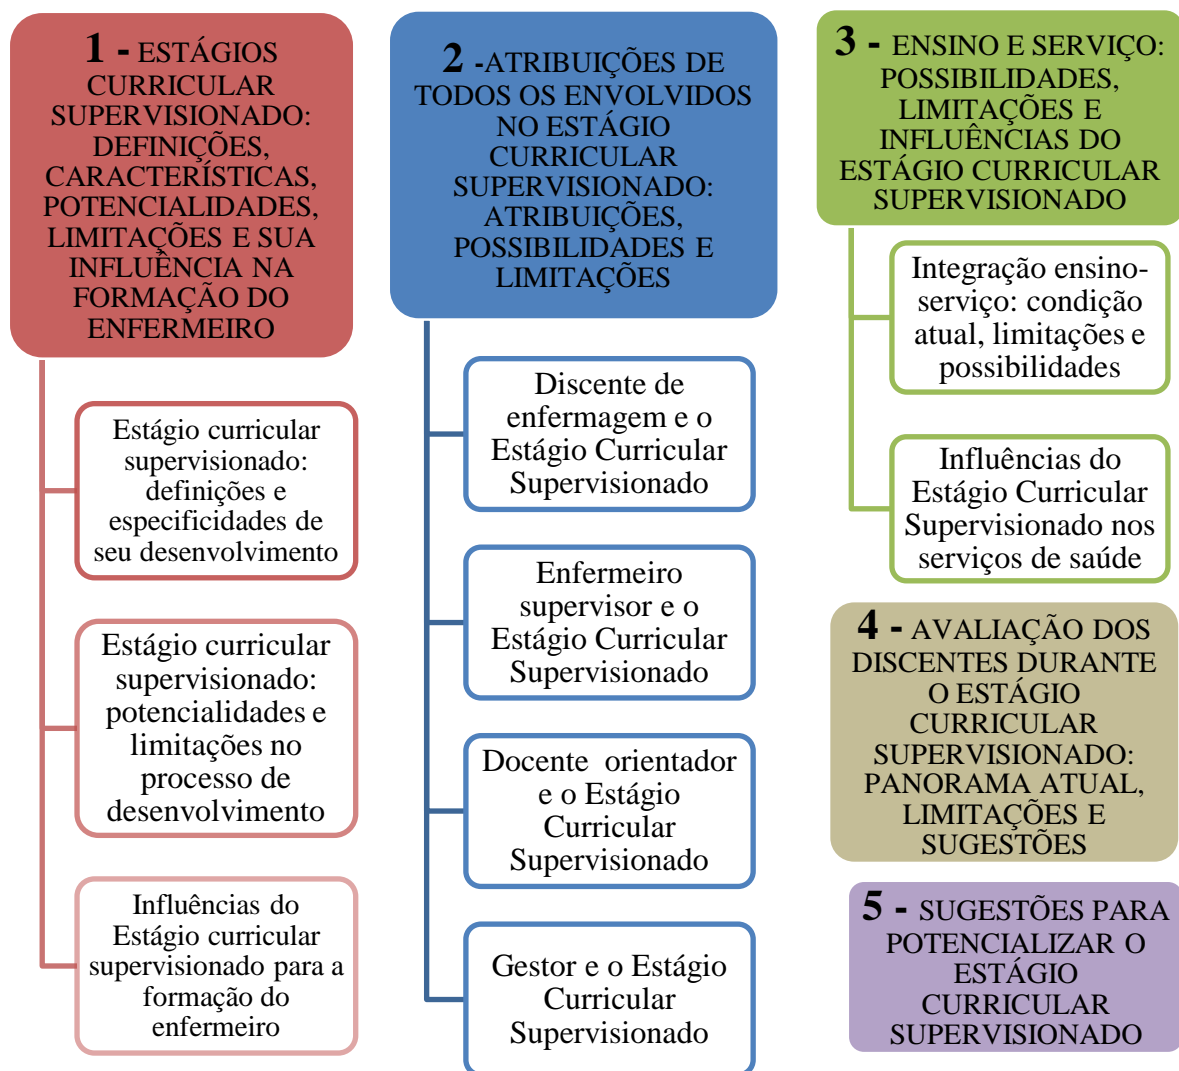 1 - ESTÁGIOS
CURRICULAR
SUPERVISIONADO:
DEFINIÇÕES,
CARACTERÍSTICAS,
POTENCIALIDADES,
LIMITAÇÕES E SUA
INFLUÊNCIA NA
FORMAÇÃO DO
ENFERMEIRO
Estágio curricular
supervisionado:
definições e
especificidades de
seu desenvolvimento
Estágio curricular
supervisionado:
potencialidades e
limitações no
processo de
desenvolvimento
Influências do
Estágio curricular
supervisionado para a
formação do
enfermeiro
2 -ATRIBUIÇÕES DE
TODOS OS ENVOLVIDOS
NO ESTÁGIO
CURRICULAR
SUPERVISIONADO:
ATRIBUIÇÕES,
POSSIBILIDADES E
LIMITAÇÕES
Discente de
enfermagem e o
Estágio Curricular
Supervisionado
Enfermeiro
supervisor e o
Estágio Curricular
Supervisionado
Docente orientador
e o Estágio
Curricular
Supervisionado
Gestor e o Estágio
Curricular
Supervisionado
3 - ENSINO E SERVIÇO:
POSSIBILIDADES,
LIMITAÇÕES E
INFLUÊNCIAS DO
ESTÁGIO CURRICULAR
SUPERVISIONADO
Integração ensino-
serviço: condição
atual, limitações e
possibilidades
Influências do
Estágio Curricular
Supervisionado nos
serviços de saúde
4 - AVALIAÇÃO DOS
DISCENTES DURANTE
O ESTÁGIO
CURRICULAR
SUPERVISIONADO:
PANORAMA ATUAL,
LIMITAÇÕES E
SUGESTÕES
5 - SUGESTÕES PARA
POTENCIALIZAR O
ESTÁGIO
CURRICULAR
SUPERVISIONADO